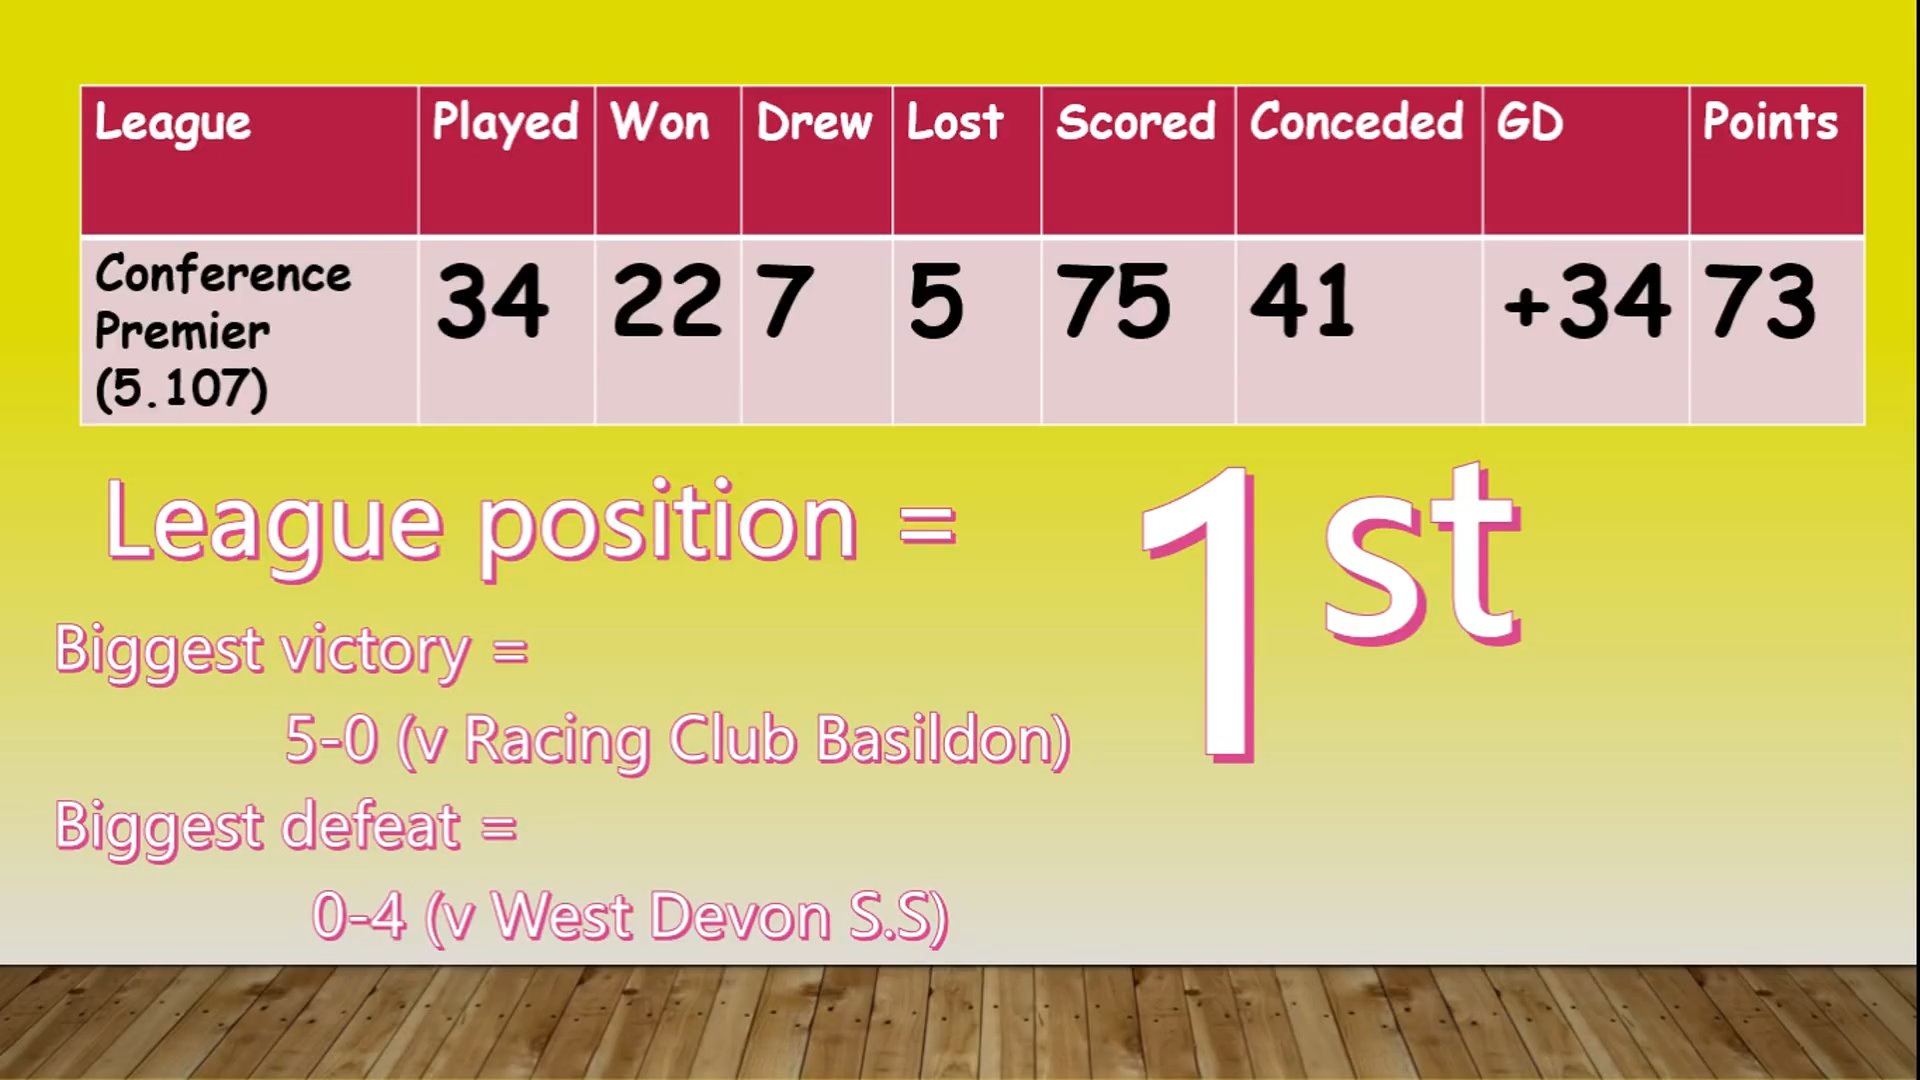 League Played Won Drew Lost Scored Conceded GD Points
Conference Premier (5.107) 34 22 7 5 75 41 +34 73
League position = 1st
Biggest victory =
5-0 (v Racing Club Basildon)
Biggest defeat =
0-4 (v West Devon S.S)